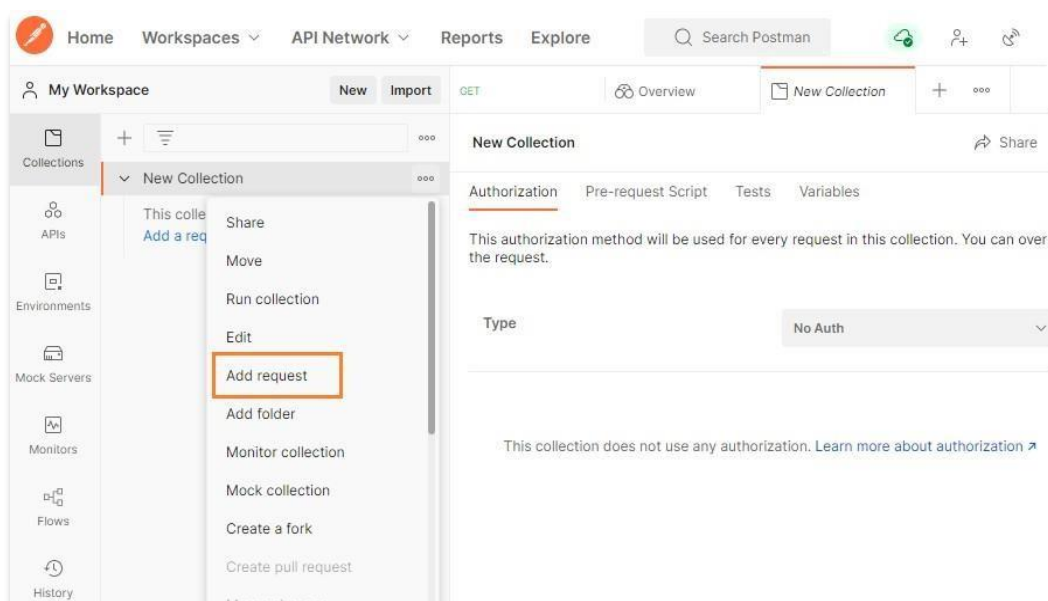 Home Workspaces API Network Reports Explore Search Postman
My Workspace New Import GET Overview New Collection
Collections
New Collection
Share
New Collection
This colle
Add a req
Authorization Pre-request Script Tests Variables
This authorization method will be used for every request in this collection. You can over
the request.
Type No Auth
This collection does not use any authorization. Learn more about authorization
Share
Move
Run collection
Edit
Add request
Add folder
Monitor collection
Mock collection
Create a fork
Create pull request
APIs
Environments
Mock Servers
Monitors
Flows
History